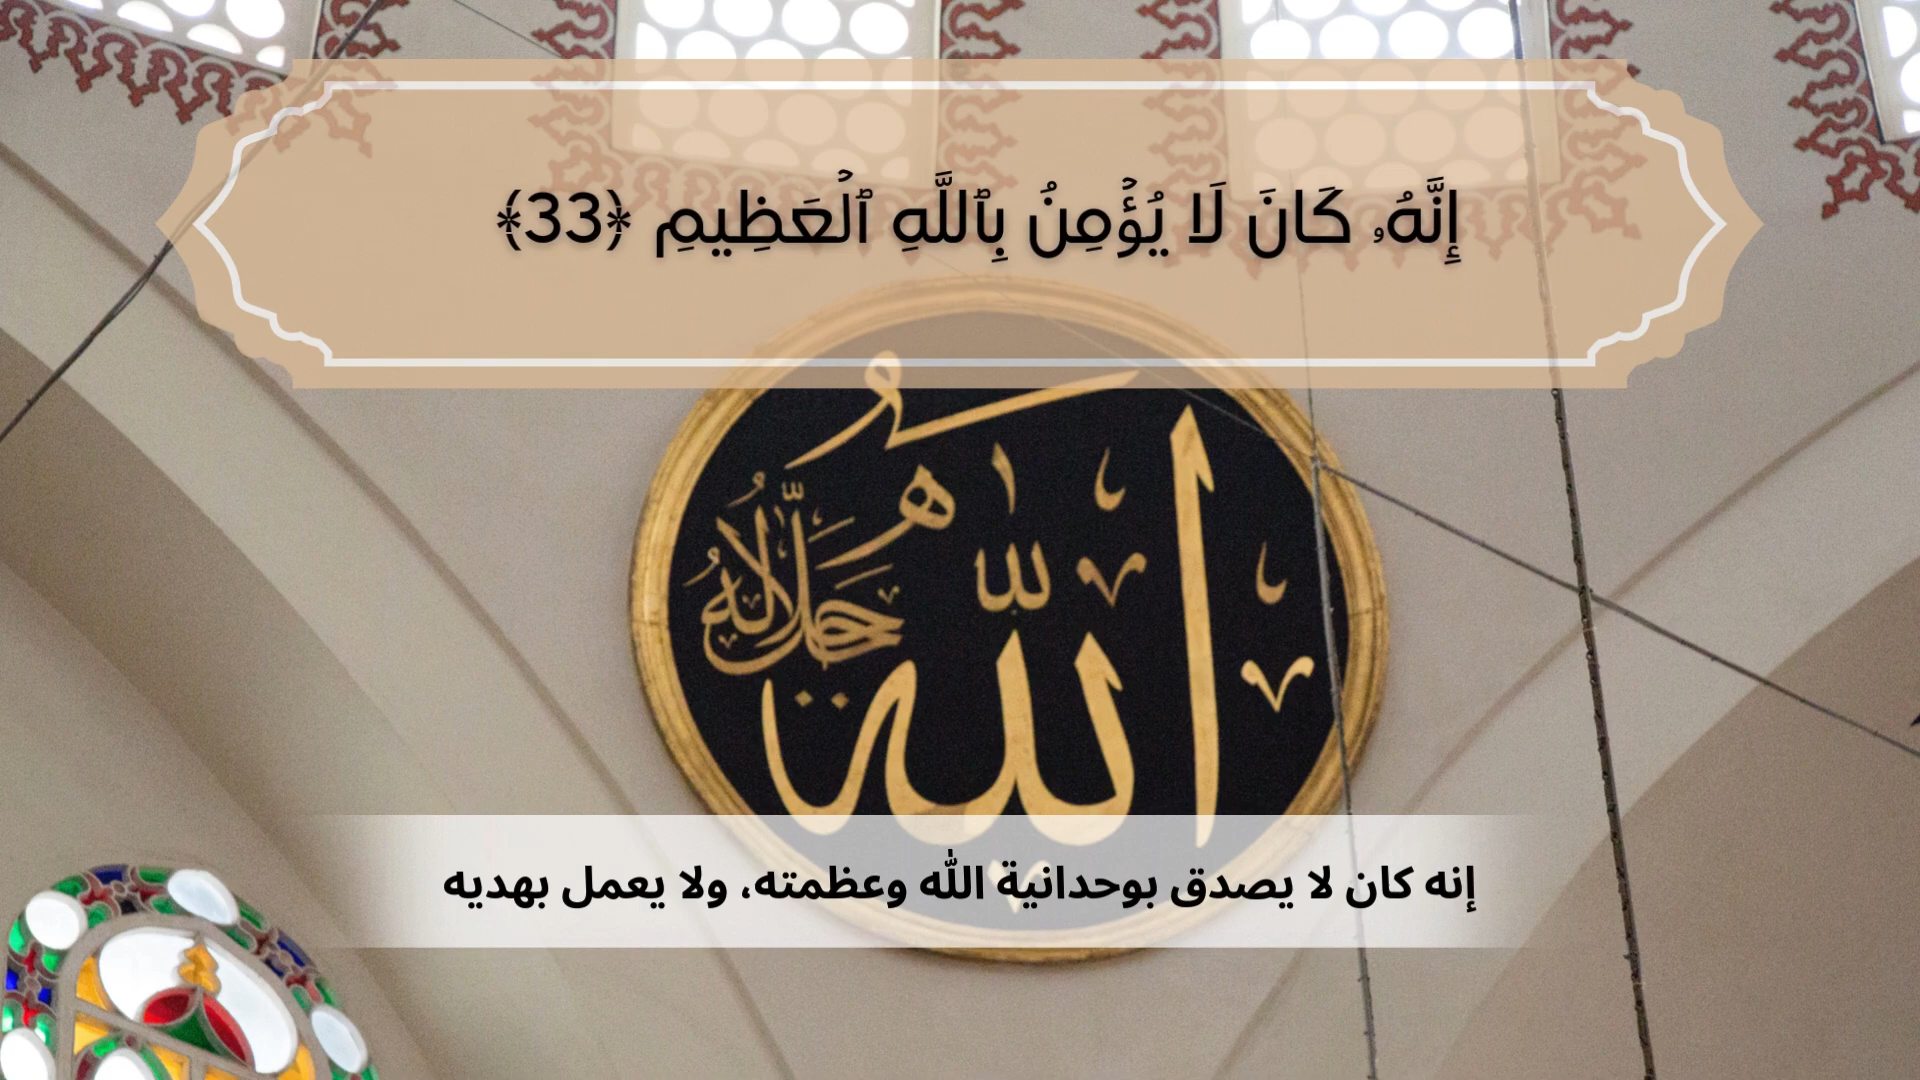 إِنَّهُۥ كَانَ لَا يُؤۡمِنُ بِٱللَّهِ ٱلۡعَظِيمِ ﴿33﴾
الله
جل جلاله
إنه كان لا يصدق بوحدانية الله وعظمته، ولا يعمل بهديه